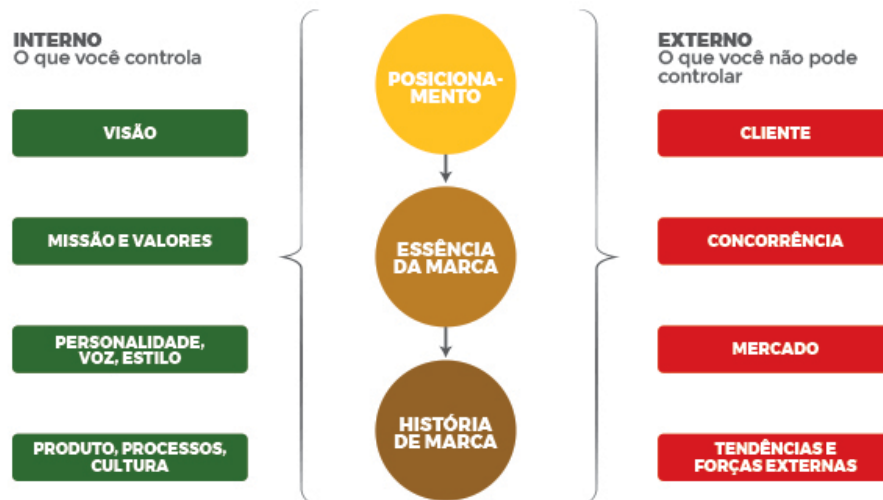 INTERNO
O que você controla
VISÃO
MISSÃO E VALORES
PERSONALIDADE,
VOZ, ESTILO
PRODUTO, PROCESSOS,
CULTURA
POSICIONA-
MENTO
ESSÊNCIA
DA MARCA
HISTÓRIA
DE MARCA
EXTERNO
O que você não pode
controlar
CLIENTE
CONCORRÊNCIA
MERCADO
TENDÊNCIAS E
FORÇAS EXTERNAS